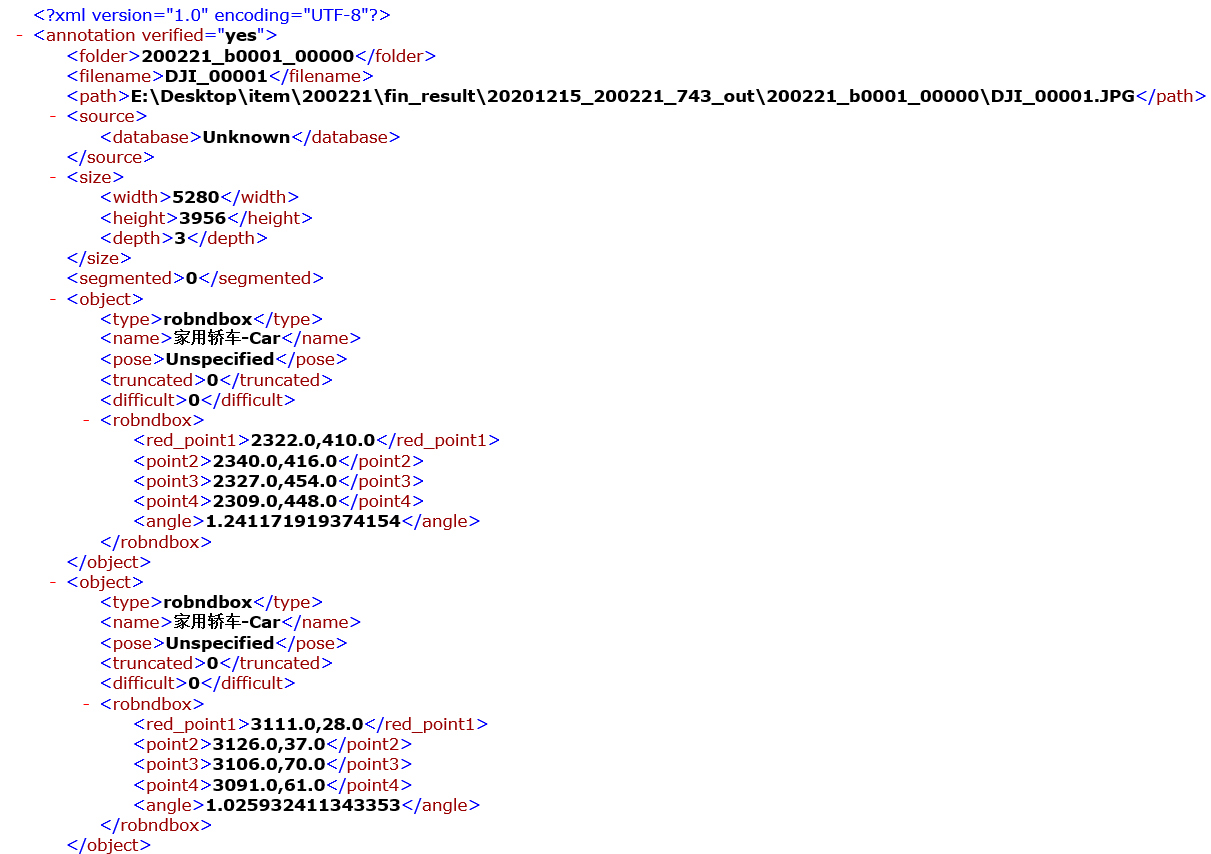 <?xml version="1.0" encoding="UTF-8"?>
- <annotation verified="yes">
<folder>200221_b0001_00000</folder>
<filename>DJI_00001</filename>
<path>E:\Desktop\item\200221\fin_result\20201215_200221_743_out\200221_b0001_00000\DJI_00001.JPG</path>
- <source>
<database>Unknown</database>
</source>
- <size>
<width>5280</width>
<height>3956</height>
<depth>3</depth>
</size>
<segmented>0</segmented>
- <object>
<type>robndbox</type>
<name>家用轿车-Car</name>
<pose>Unspecified</pose>
<truncated>0</truncated>
<difficult>0</difficult>
- <robndbox>
<red_point1>2322.0,410.0</red_point1>
<point2>2340.0,416.0</point2>
<point3>2327.0,454.0</point3>
<point4>2309.0,448.0</point4>
<angle>1.241171919374154</angle>
</robndbox>
</object>
- <object>
<type>robndbox</type>
<name>家用轿车-Car</name>
<pose>Unspecified</pose>
<truncated>0</truncated>
<difficult>0</difficult>
- <robndbox>
<red_point1>3111.0,28.0</red_point1>
<point2>3126.0,37.0</point2>
<point3>3106.0,70.0</point3>
<point4>3091.0,61.0</point4>
<angle>1.025932411343353</angle>
</robndbox>
</object>